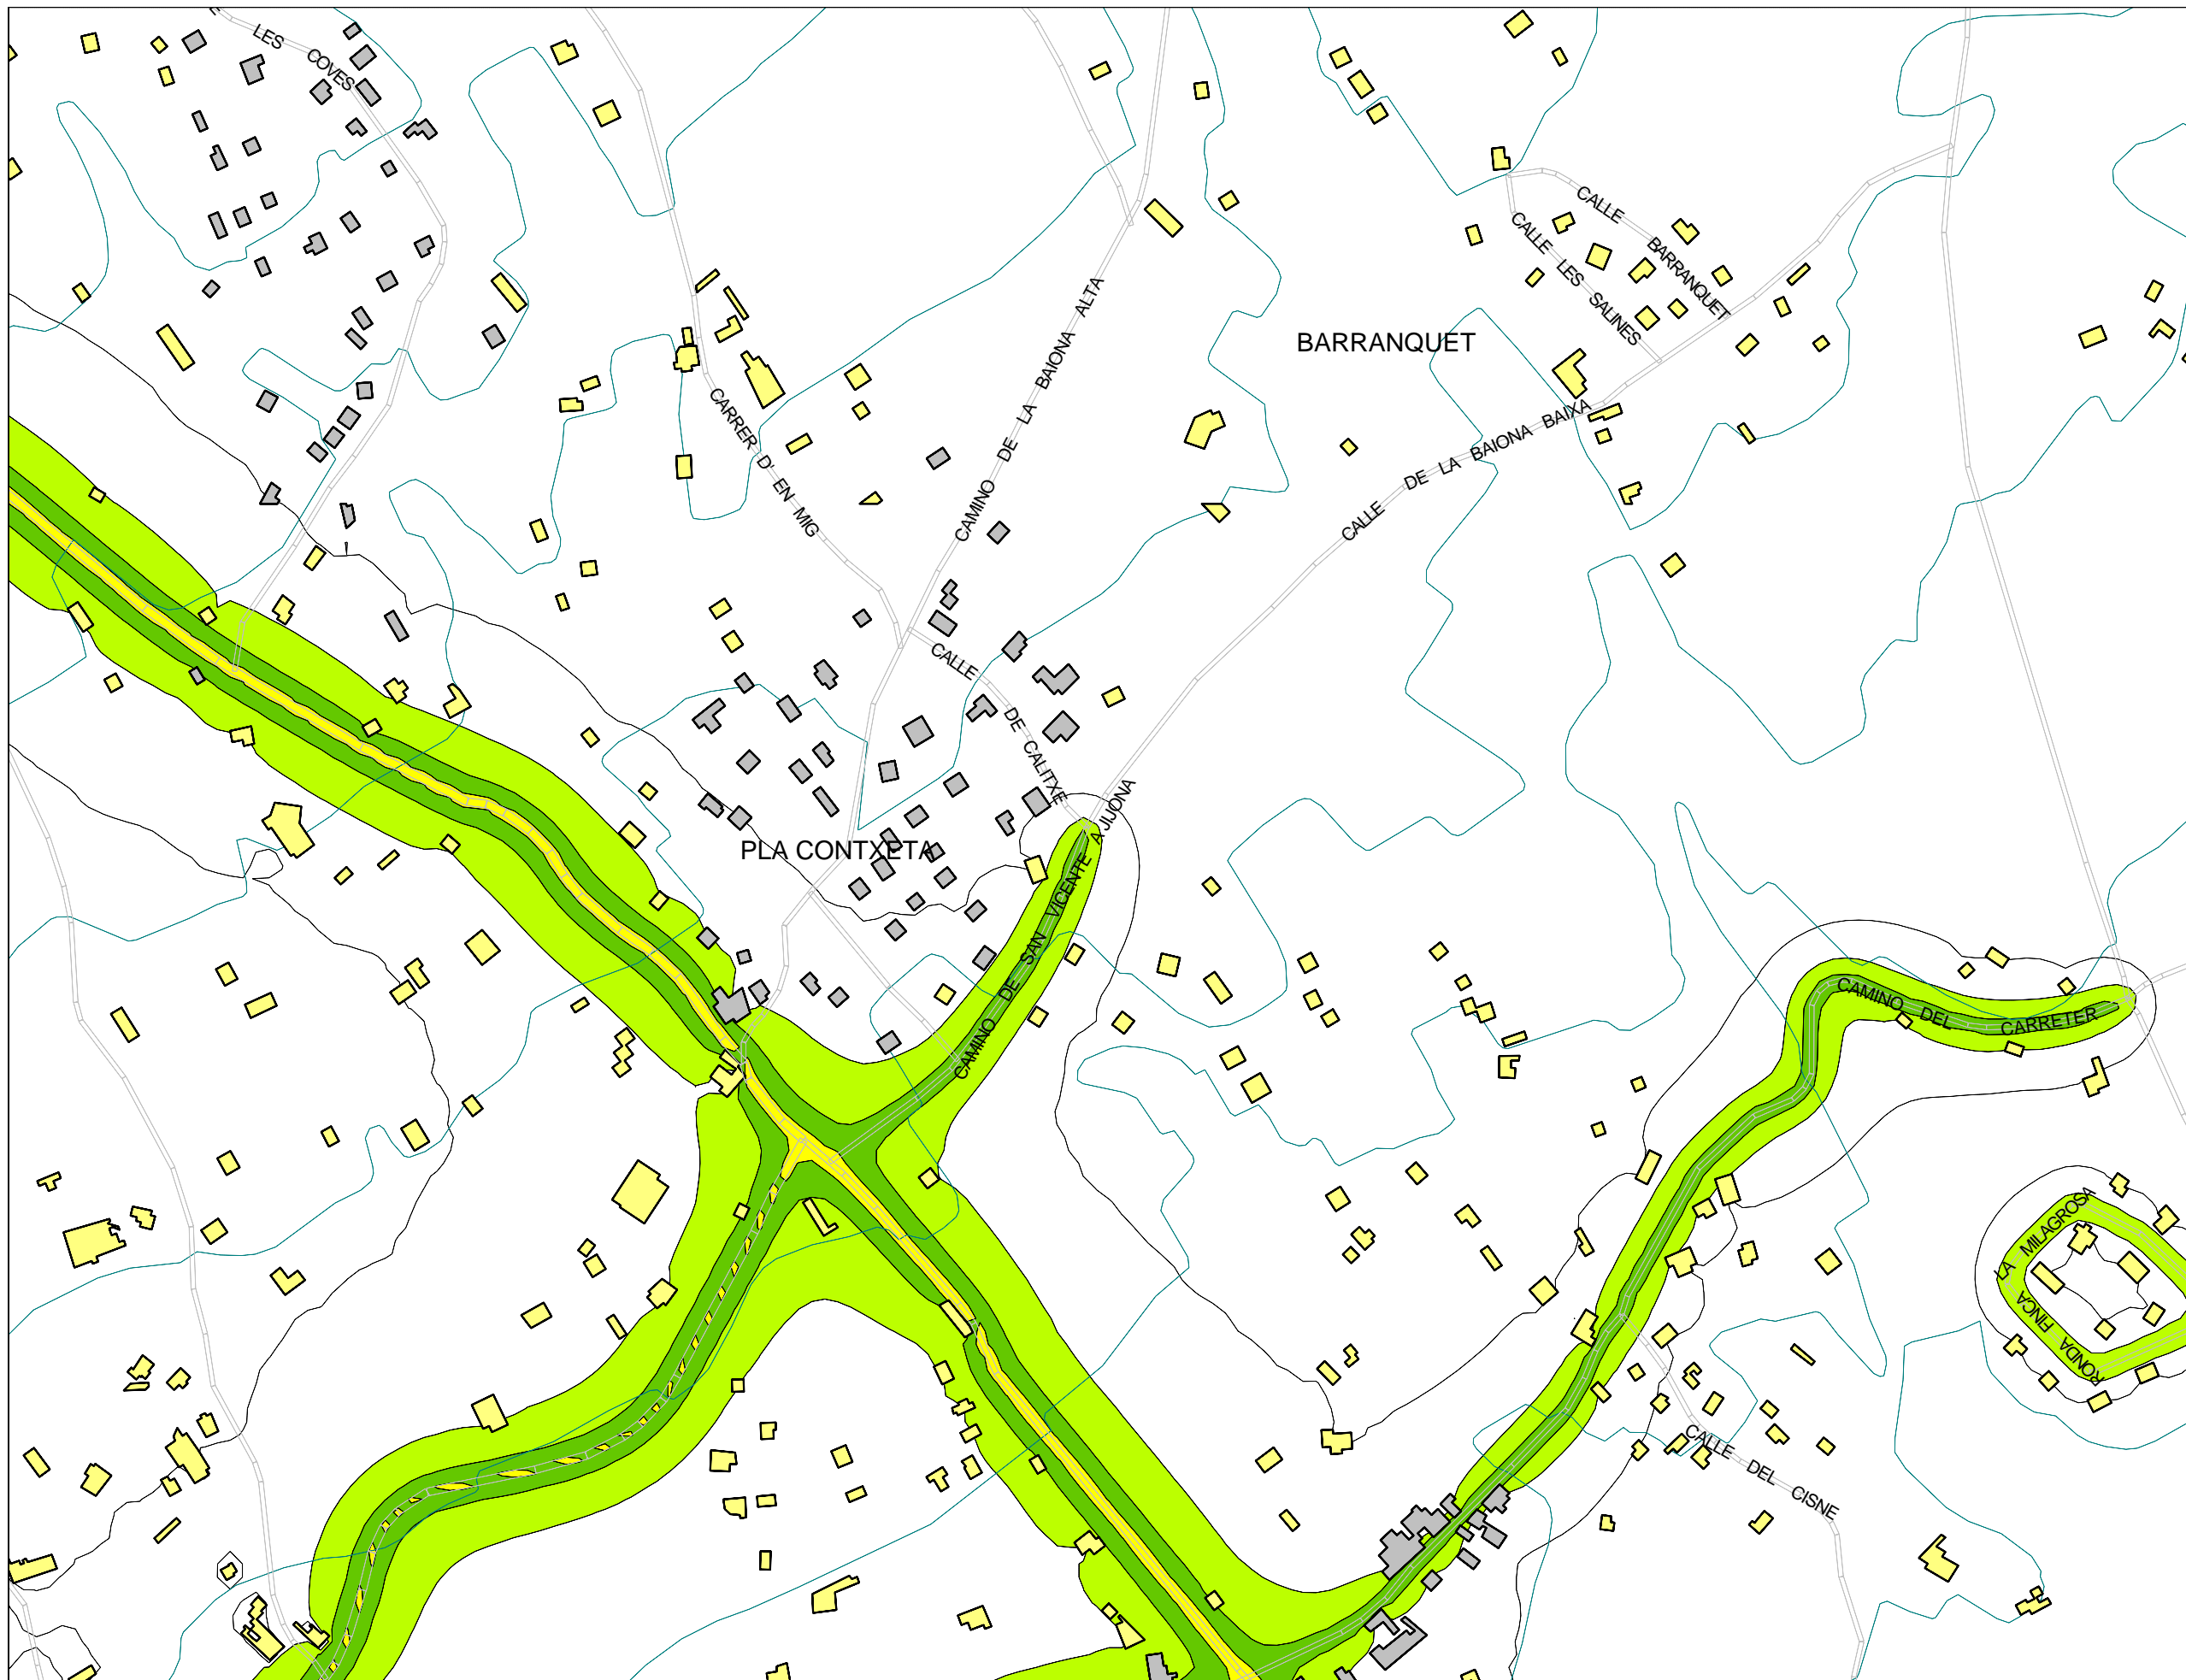 LES COVES
CALLE BARRANQUET
CALLE LES SALINES
BARRANQUET
CAMINO DE LA BAIONA ALTA
CARRER D' EN MIG
CALLE DE LA BAIONA BAIXA
CALLE DE CALITXE
PLA CONTXETA
CAMINO DE SAN VICENTE A JIJONA
CAMINO DEL CARRETER
RONDA FINCA LA MILAGROSA
CALLE DEL CISNE